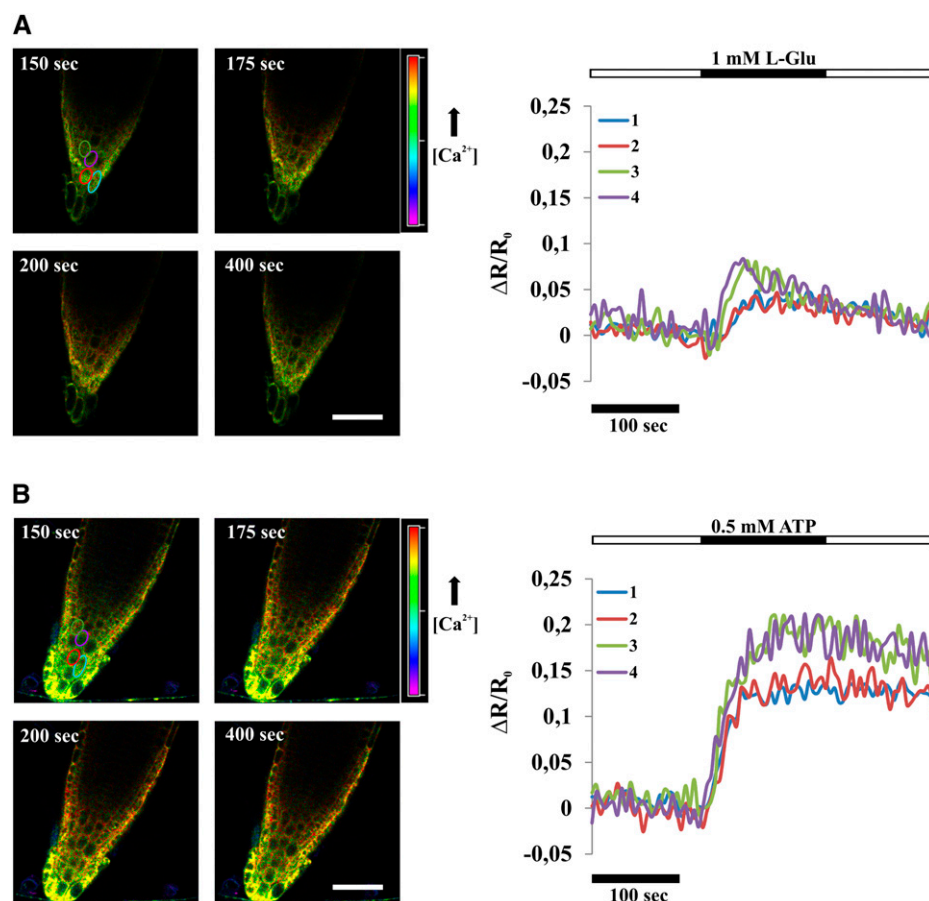 A
150 sec
175 sec
[Ca²⁺]
200 sec
400 sec
1 mM L-Glu
0,25
0,2
0,15
0,1
0,05
0
-0,05
ΔR/R₀
1
2
3
4
100 sec
B
150 sec
175 sec
[Ca²⁺]
200 sec
400 sec
0.5 mM ATP
0,25
0,2
0,15
0,1
0,05
0
-0,05
ΔR/R₀
1
2
3
4
100 sec